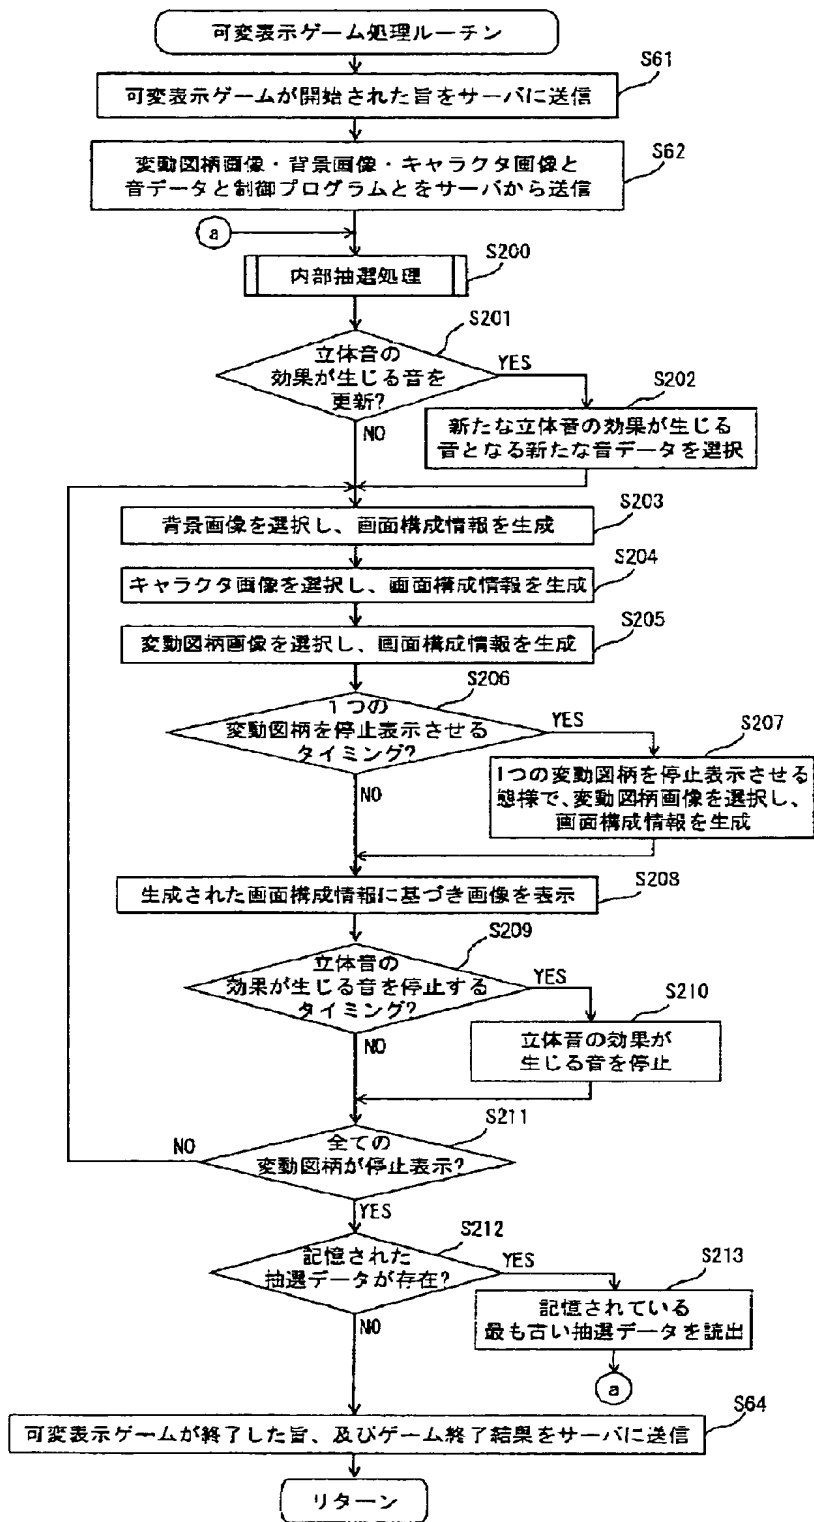 可変表示ゲーム処理ルーチン
S61
可変表示ゲームが開始された旨をサーバに送信
S62
変動図柄画像・背景画像・キャラクタ画像と
音データと制御プログラムとをサーバから送信
a
S200
内部抽選処理
S201
立体音の
効果が生じる音を
更新?
YES
NO
S202
新たな立体音の効果が生じる
音となる新たな音データを選択
S203
背景画像を選択し、画面構成情報を生成
S204
キャラクタ画像を選択し、画面構成情報を生成
S205
変動図柄画像を選択し、画面構成情報を生成
S206
1つの
変動図柄を停止表示させる
タイミング?
YES
NO
S207
1つの変動図柄を停止表示させる
態様で、変動図柄画像を選択し、
画面構成情報を生成
S208
生成された画面構成情報に基づき画像を表示
S209
立体音の
効果が生じる音を停止する
タイミング?
YES
NO
S210
立体音の効果が
生じる音を停止
S211
全ての
変動図柄が停止表示?
NO
YES
S212
記憶された
抽選データが存在?
YES
NO
S213
記憶されている
最も古い抽選データを読出
a
S64
可変表示ゲームが終了した旨、及びゲーム終了結果をサーバに送信
リターン